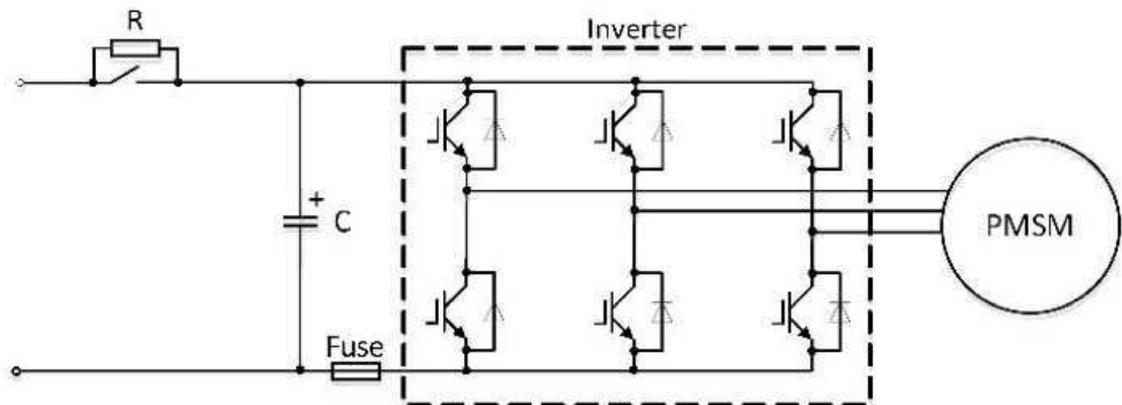 R
Inverter
+
C
PMSM
Fuse